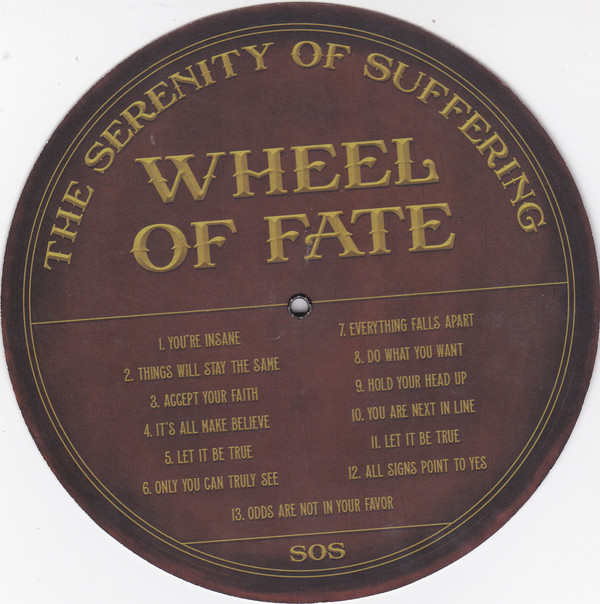 THE SERENITY OF SUFFERING
WHEEL
OF FATE
1. YOU'RE INSANE
2. THINGS WILL STAY THE SAME
3. ACCEPT YOUR FAITH
4. IT'S ALL MAKE BELIEVE
5. LET IT BE TRUE
6. ONLY YOU CAN TRULY SEE
7. EVERYTHING FALLS APART
8. DO WHAT YOU WANT
9. HOLD YOUR HEAD UP
10. YOU ARE NEXT IN LINE
11. LET IT BE TRUE
12. ALL SIGNS POINT TO YES
13. ODDS ARE NOT IN YOUR FAVOR
SOS